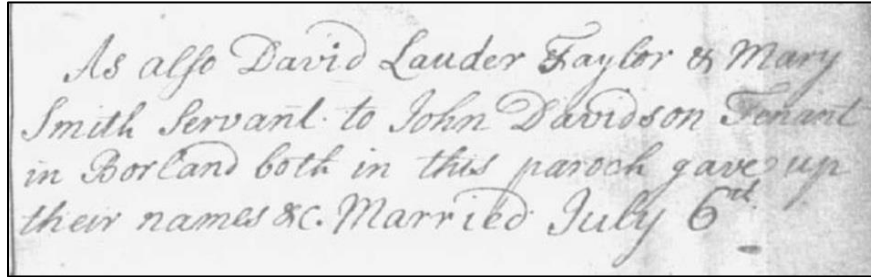 As also David Lauder Taylor & Mary
Smith Servant to John Davidson Tenant
in Borland both in this paroch gave up
their names &c. Married July 6th